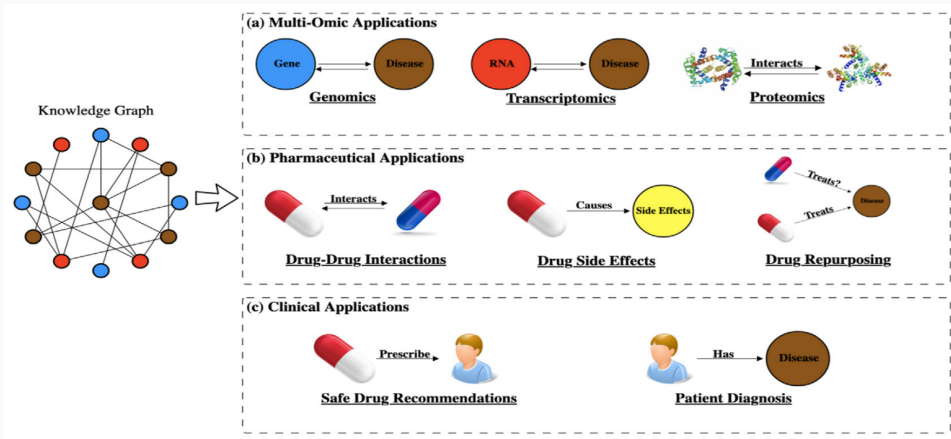 Knowledge Graph
(a) Multi-Omic Applications
Gene
Disease
Genomics
RNA
Disease
Transcriptomics
Interacts
Proteomics
(b) Pharmaceutical Applications
Interacts
Drug-Drug Interactions
Causes
Side Effects
Drug Side Effects
Treats?
Treats
Disease
Drug Repurposing
(c) Clinical Applications
Prescribe
Safe Drug Recommendations
Has
Disease
Patient Diagnosis